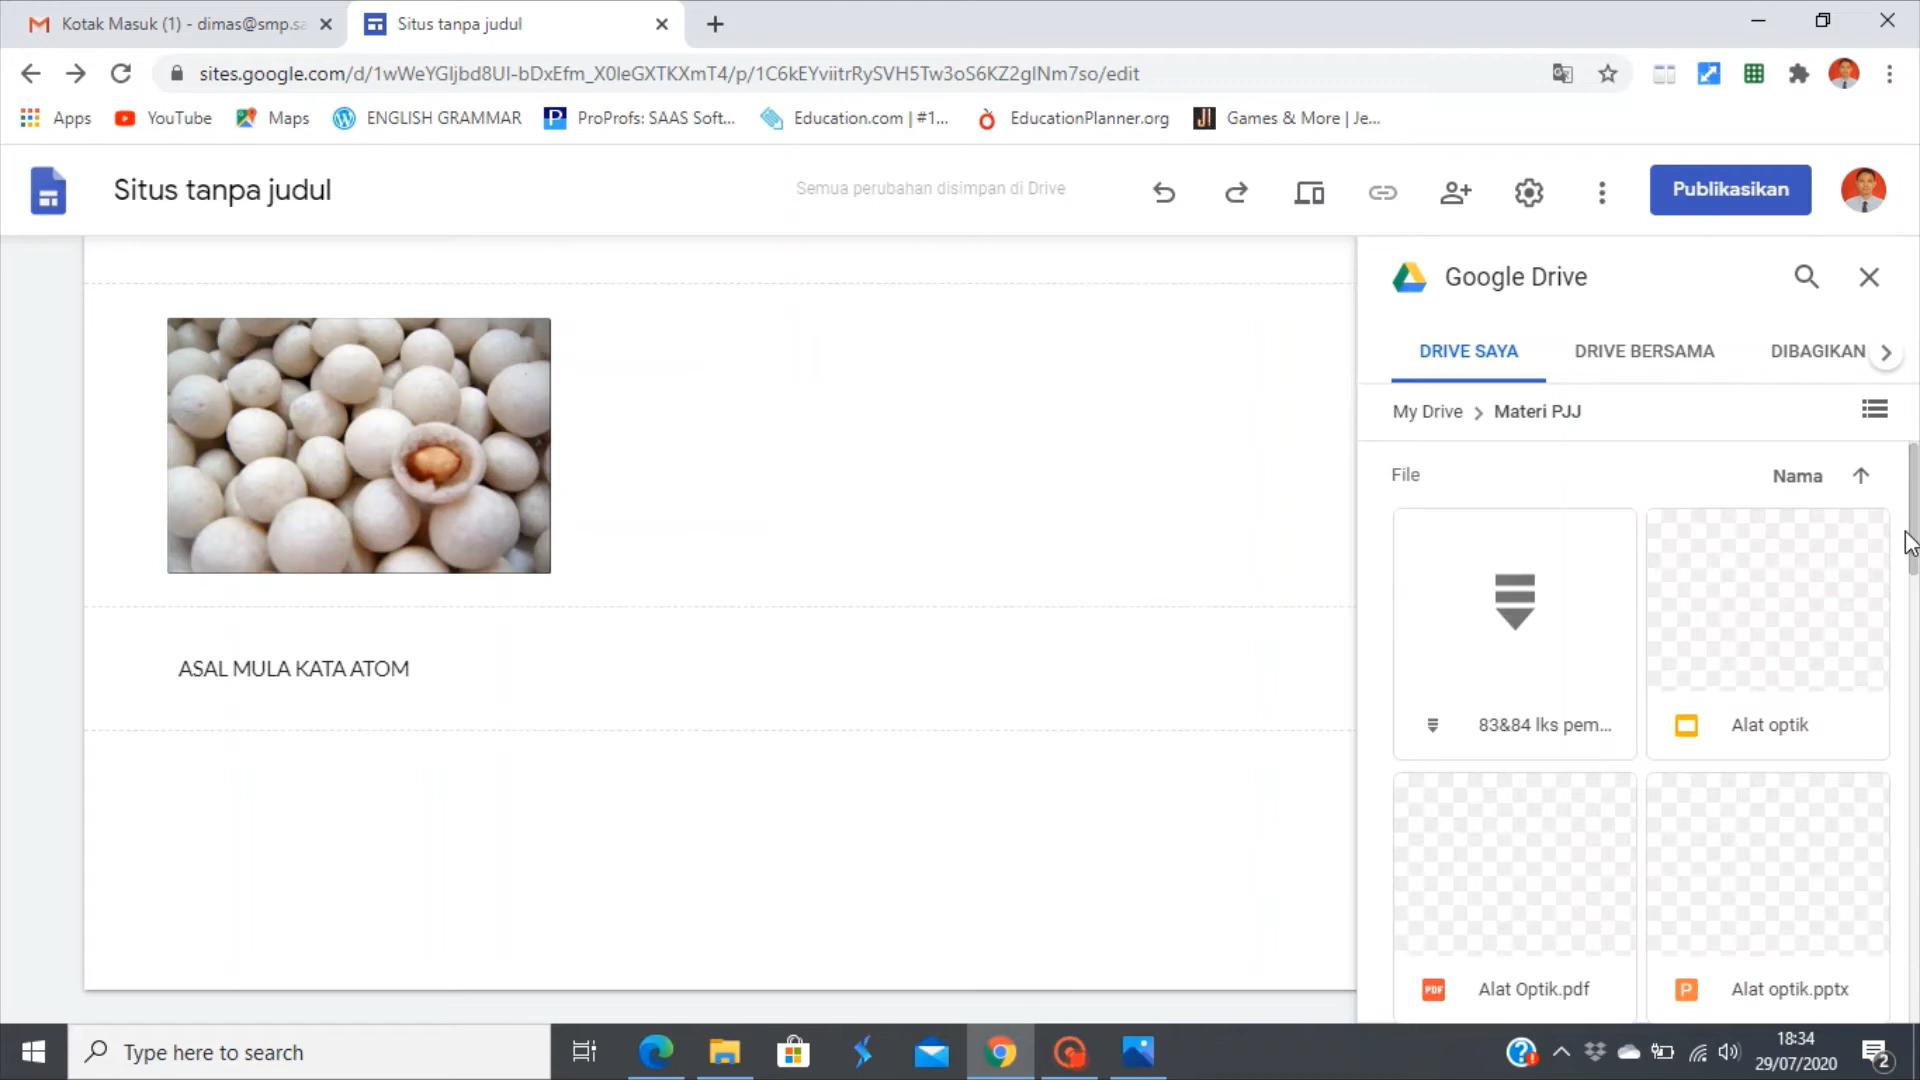 Kotak Masuk (1) - dimas@smp.sa
Situs tanpa judul
sites.google.com/d/1wWeYGIjbd8UI-bDxEfm_X0IeGXTKXmT4/p/1C6kEYviitrRySVH5Tw3oS6KZ2gINm7so/edit
Apps
YouTube
Maps
ENGLISH GRAMMAR
ProProfs: SAAS Soft...
Education.com | #1...
EducationPlanner.org
Games & More | Je...
Situs tanpa judul
Semua perubahan disimpan di Drive
Publikasikan
Google Drive
DRIVE SAYA
DRIVE BERSAMA
DIBAGIKAN
My Drive > Materi PJJ
File
Nama
83&84 lks pem...
Alat optik
ASAL MULA KATA ATOM
PDF Alat Optik.pdf
P Alat optik.pptx
Type here to search
18:34
29/07/2020
2